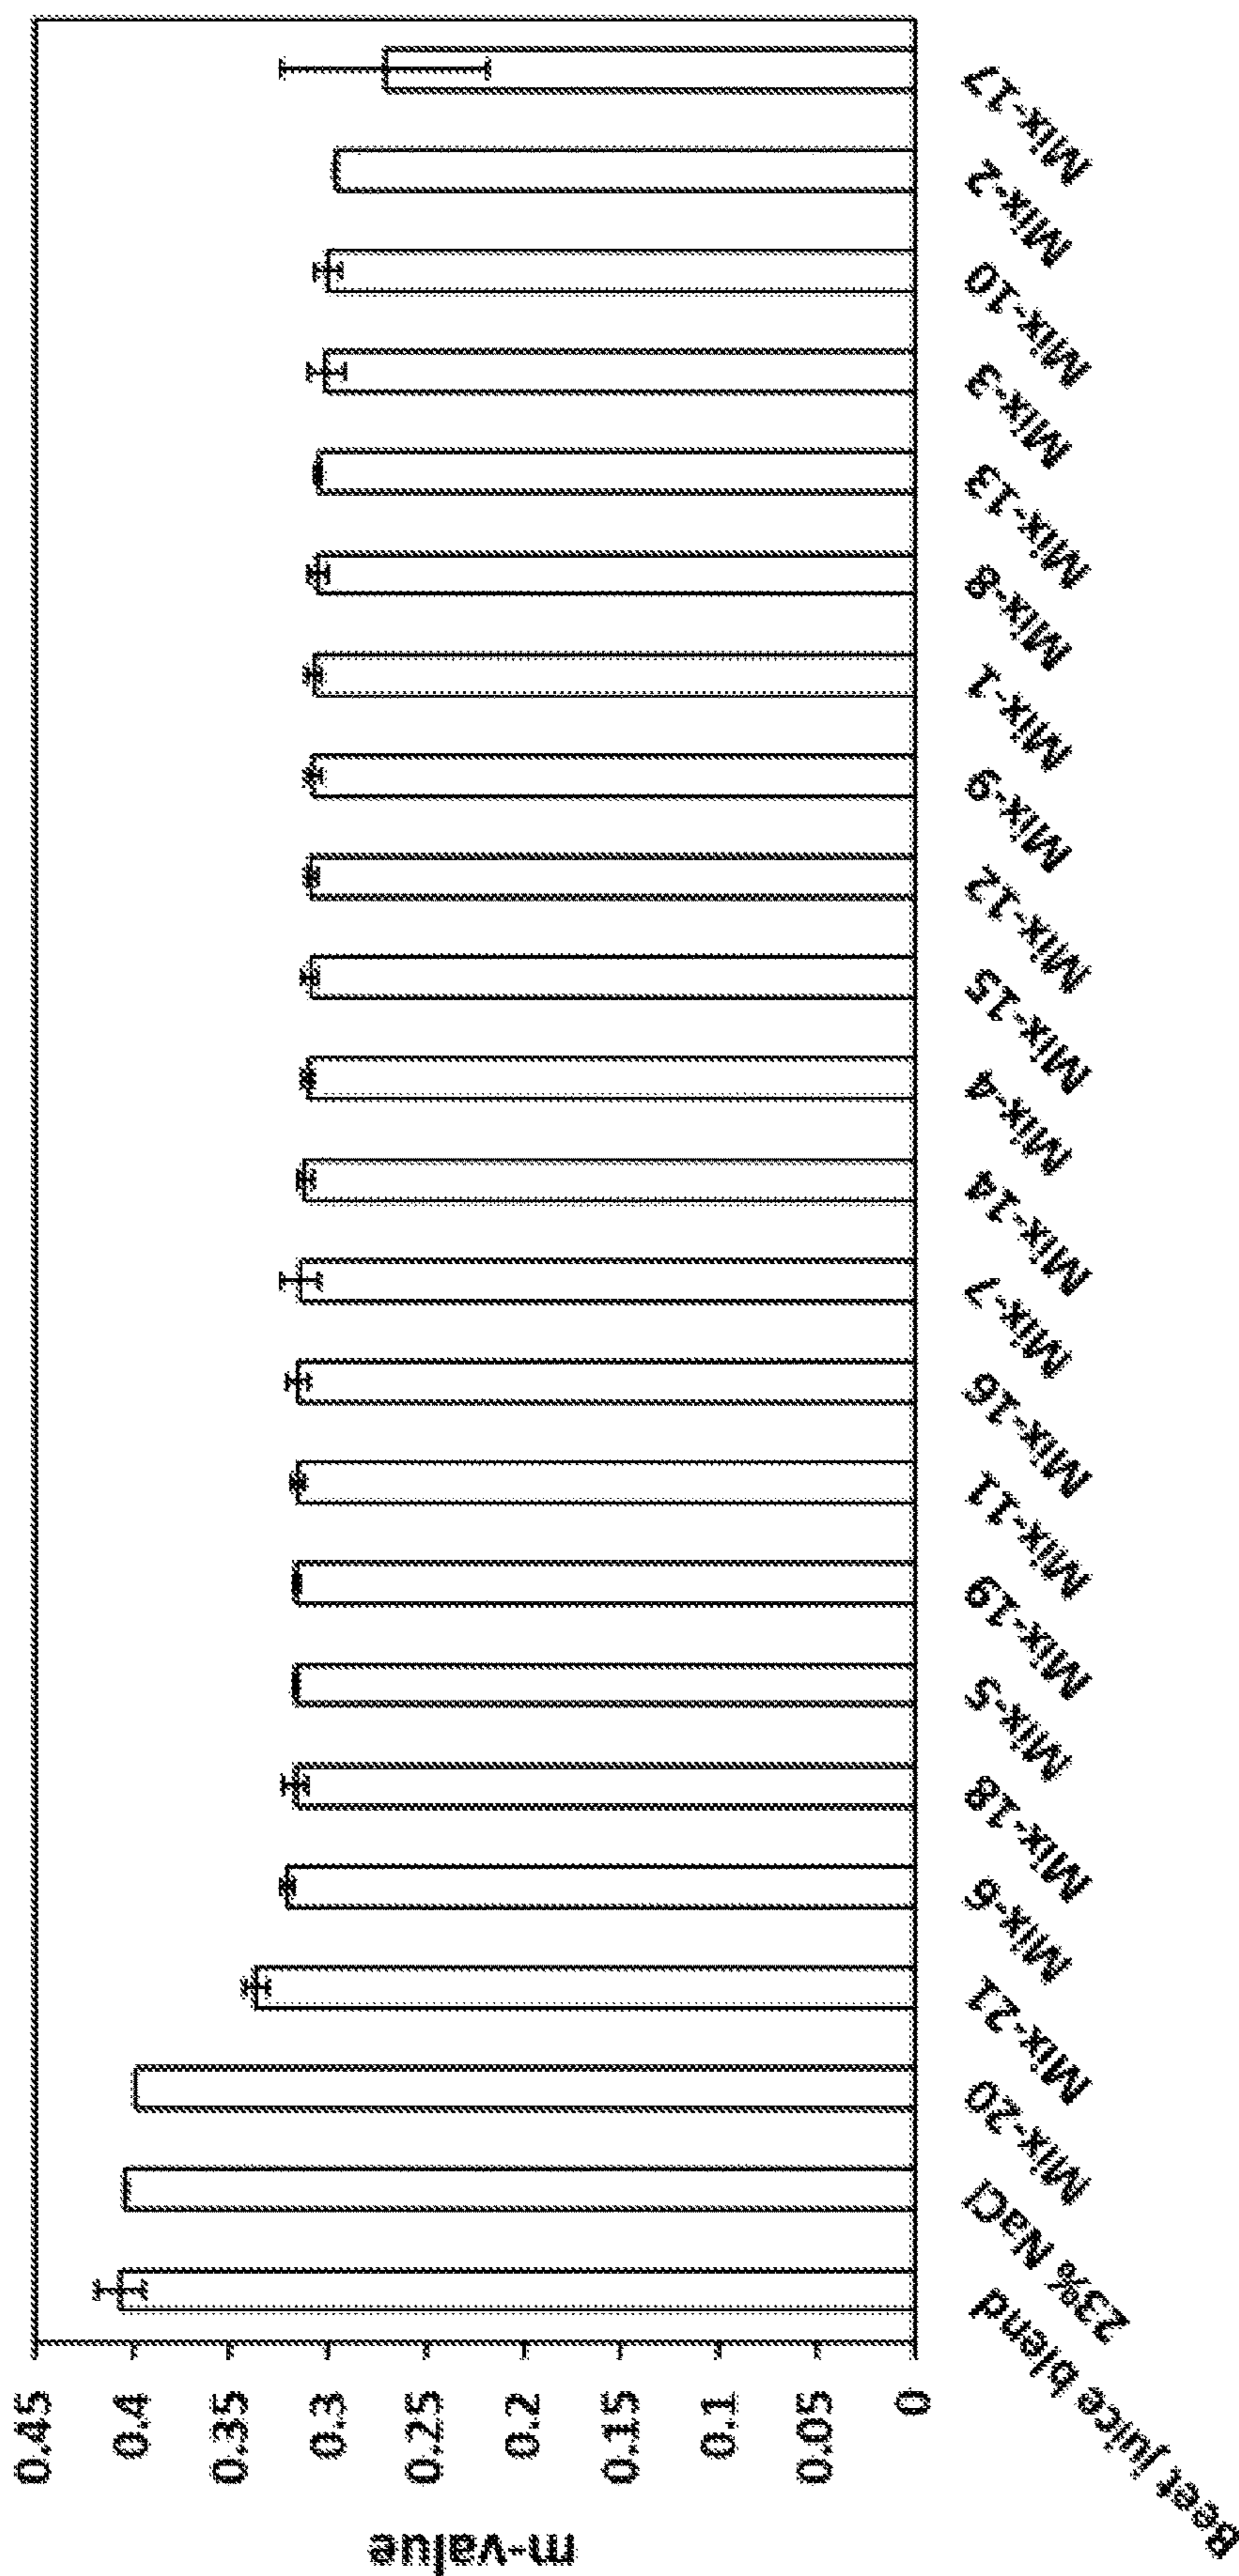 m-value
0.45
0.4
0.35
0.3
0.25
0.2
0.15
0.1
0.05
0
Beet juice blend
23% NaCl
Mix-20
Mix-21
Mix-6
Mix-18
Mix-5
Mix-19
Mix-11
Mix-16
Mix-7
Mix-14
Mix-4
Mix-15
Mix-12
Mix-9
Mix-1
Mix-8
Mix-13
Mix-3
Mix-10
Mix-2
Mix-17